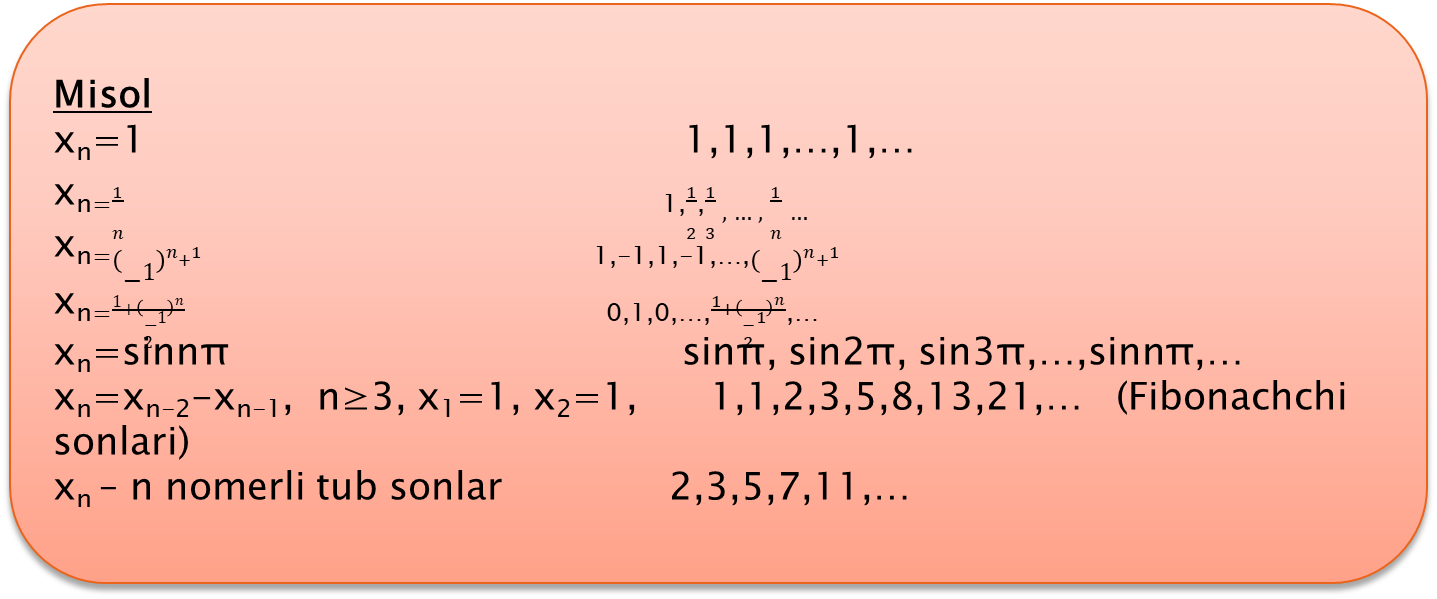 Misol
xₙ=1 1,1,1,…,1,…
xₙ=1/n 1,1/2,1/3, … , 1/n …
xₙ=(−1)ⁿ⁺¹ 1,−1,1,−1,…,(−1)ⁿ⁺¹
xₙ=(1+(−1)ⁿ)/2 0,1,0,…,(1+(−1)ⁿ)/2,…
xₙ=sinnπ sinπ, sin2π, sin3π,…,sinnπ,…
xₙ=xₙ₋₂−xₙ₋₁, n≥3, x₁=1, x₂=1, 1,1,2,3,5,8,13,21,… (Fibonachchi
sonlari)
xₙ – n nomerli tub sonlar 2,3,5,7,11,…